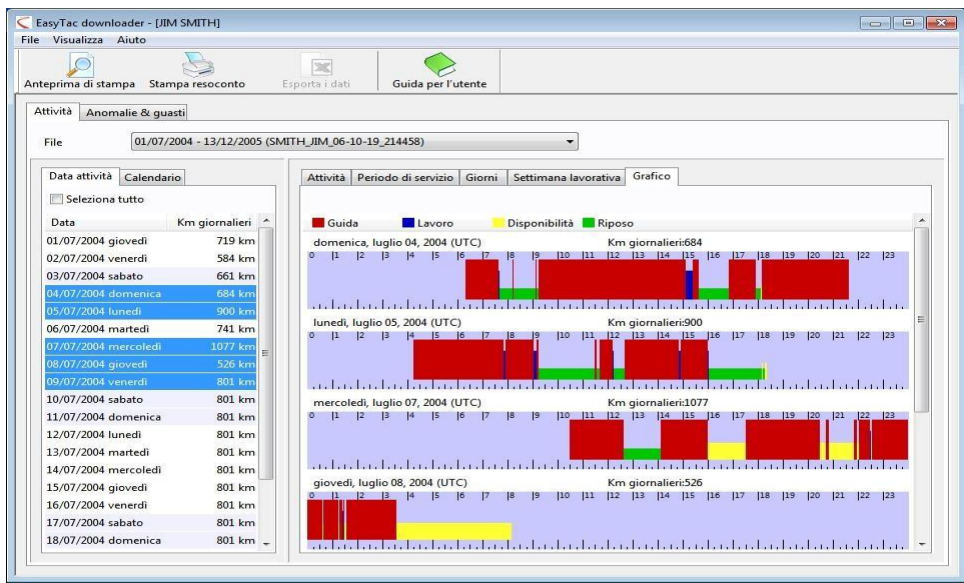 EasyTac downloader - [JIM SMITH]
File Visualizza Aiuto
Anteprima di stampa Stampa resoconto Esporta i dati Guida per l'utente
Attività Anomalie & guasti
File 01/07/2004 - 13/12/2005 (SMITH_JIM_06-10-19_214458)
Data attività Calendario
Seleziona tutto
Data Km giornalieri
01/07/2004 giovedì 719 km
02/07/2004 venerdì 584 km
03/07/2004 sabato 661 km
04/07/2004 domenica 684 km
05/07/2004 lunedì 900 km
06/07/2004 martedì 741 km
07/07/2004 mercoledì 1077 km
08/07/2004 giovedì 526 km
09/07/2004 venerdì 801 km
10/07/2004 sabato 801 km
11/07/2004 domenica 801 km
12/07/2004 lunedì 801 km
13/07/2004 martedì 801 km
14/07/2004 mercoledì 801 km
15/07/2004 giovedì 801 km
16/07/2004 venerdì 801 km
17/07/2004 sabato 801 km
18/07/2004 domenica 801 km
Attività Periodo di servizio Giorni Settimana lavorativa Grafico
Guida Lavoro Disponibilità Riposo
domenica, luglio 04, 2004 (UTC) Km giornalieri:684
0 1 2 3 4 5 6 7 8 9 10 11 12 13 14 15 16 17 18 19 20 21 22 23
lunedì, luglio 05, 2004 (UTC) Km giornalieri:900
0 1 2 3 4 5 6 7 8 9 10 11 12 13 14 15 16 17 18 19 20 21 22 23
mercoledì, luglio 07, 2004 (UTC) Km giornalieri:1077
0 1 2 3 4 5 6 7 8 9 10 11 12 13 14 15 16 17 18 19 20 21 22 23
giovedì, luglio 08, 2004 (UTC) Km giornalieri:526
0 1 2 3 4 5 6 7 8 9 10 11 12 13 14 15 16 17 18 19 20 21 22 23